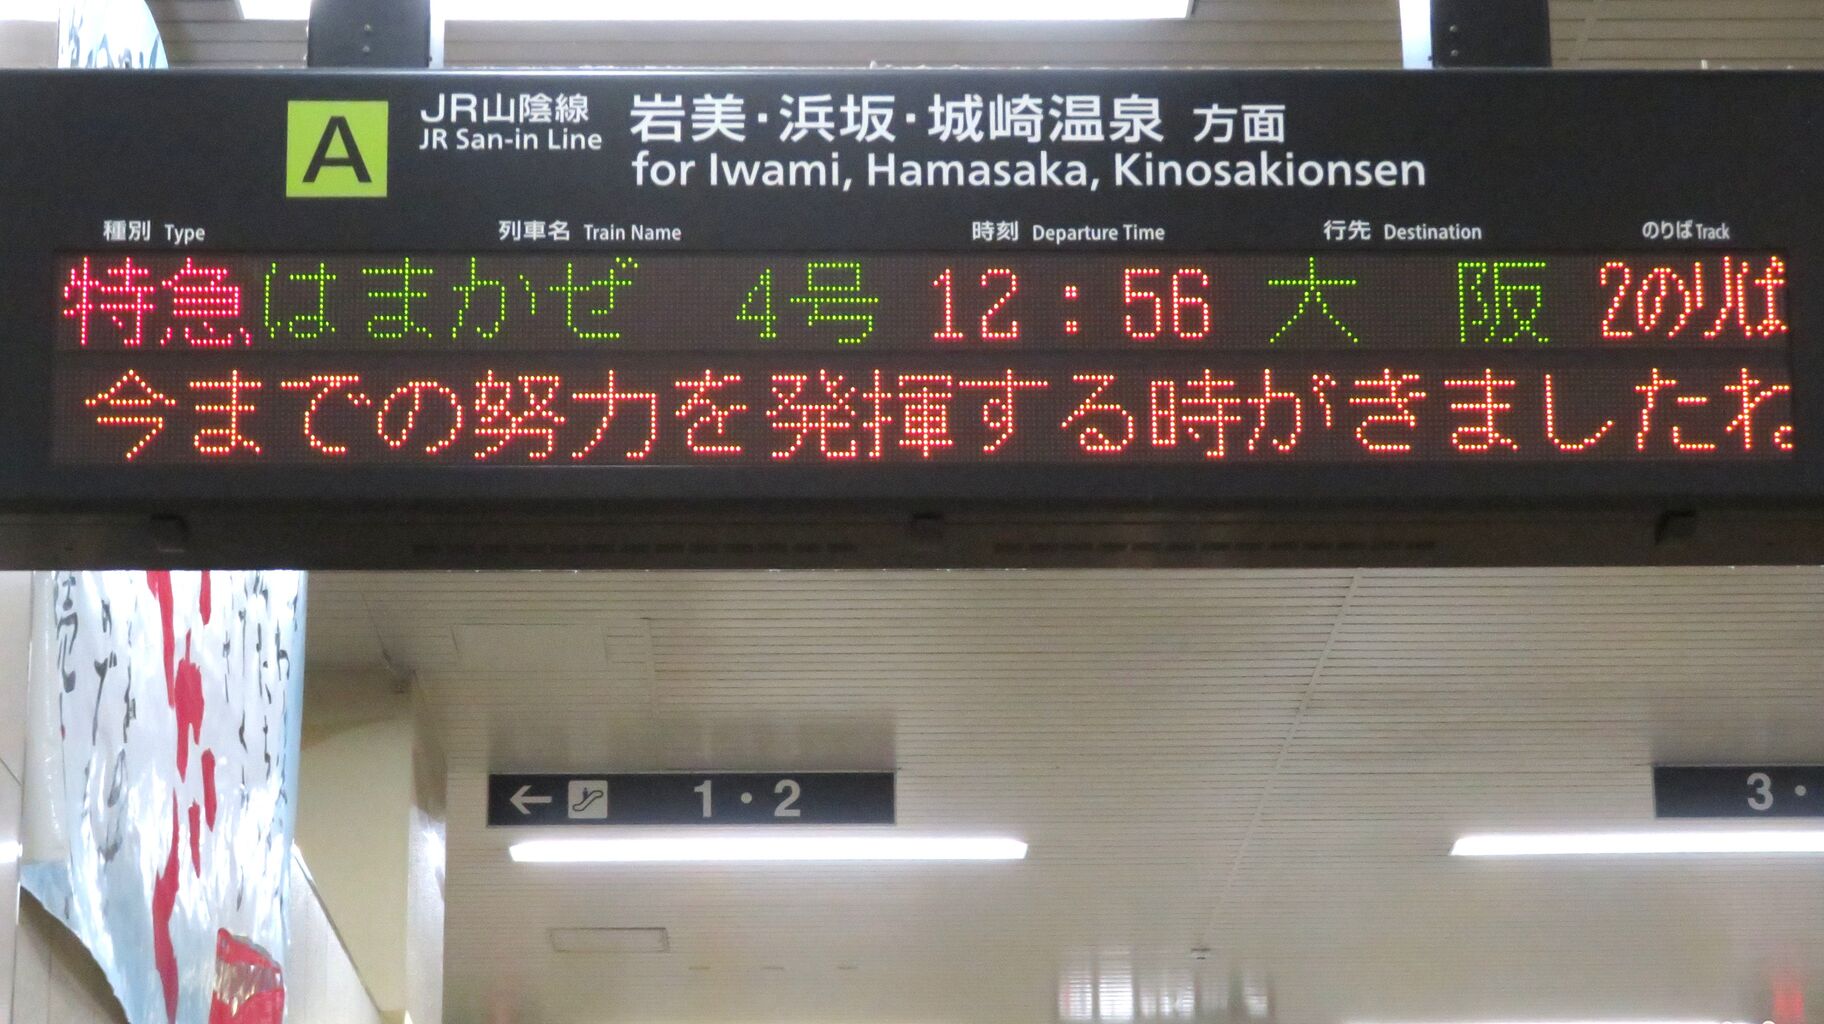 A
JR山陰線 岩美・浜坂・城崎温泉 方面
JR San-in Line for Iwami, Hamasaka, Kinosakionsen
種別 Type 列車名 Train Name 時刻 Departure Time 行先 Destination のりば Track
特急 はまかぜ 4号 12:56 大 阪 2のりば
今までの努力を発揮する時がきましたね
← 1・2
3・